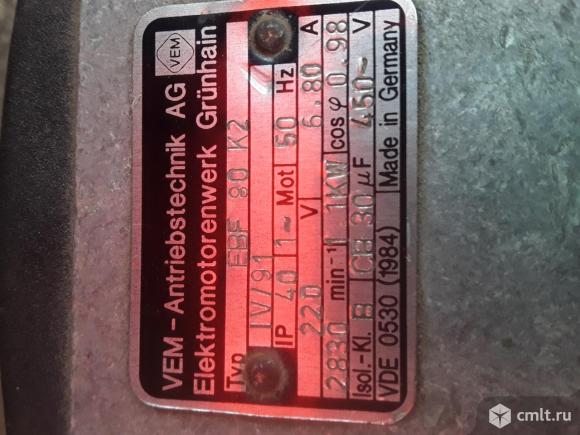 VEM
VEM-Antriebstechnik AG
Elektromotorenwerk Grünhain
Typ EBF 80 K2
IV/91
IP 40 1~ Mot 50 Hz
220 V 6,80 A
2830 min⁻¹ 1KW cos φ 0,98
Isol.-Kl. B CB 30 µF 450~ V
VDE 0530 (1984) Made in Germany
cmlt.ru